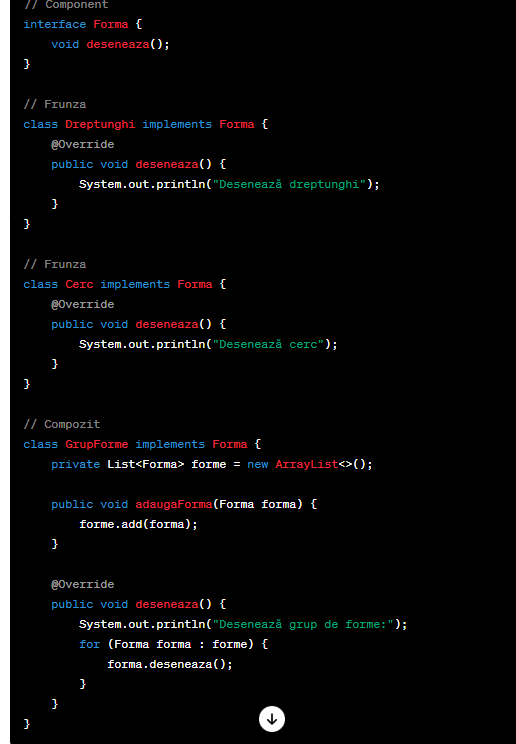 // Component
interface Forma {
    void deseneaza();
}

// Frunza
class Dreptunghi implements Forma {
    @Override
    public void deseneaza() {
        System.out.println("Desenează dreptunghi");
    }
}

// Frunza
class Cerc implements Forma {
    @Override
    public void deseneaza() {
        System.out.println("Desenează cerc");
    }
}

// Compozit
class GrupForme implements Forma {
    private List<Forma> forme = new ArrayList<>();

    public void adaugaForma(Forma forma) {
        forme.add(forma);
    }

    @Override
    public void deseneaza() {
        System.out.println("Desenează grup de forme:");
        for (Forma forma : forme) {
            forma.deseneaza();
        }
    }
}